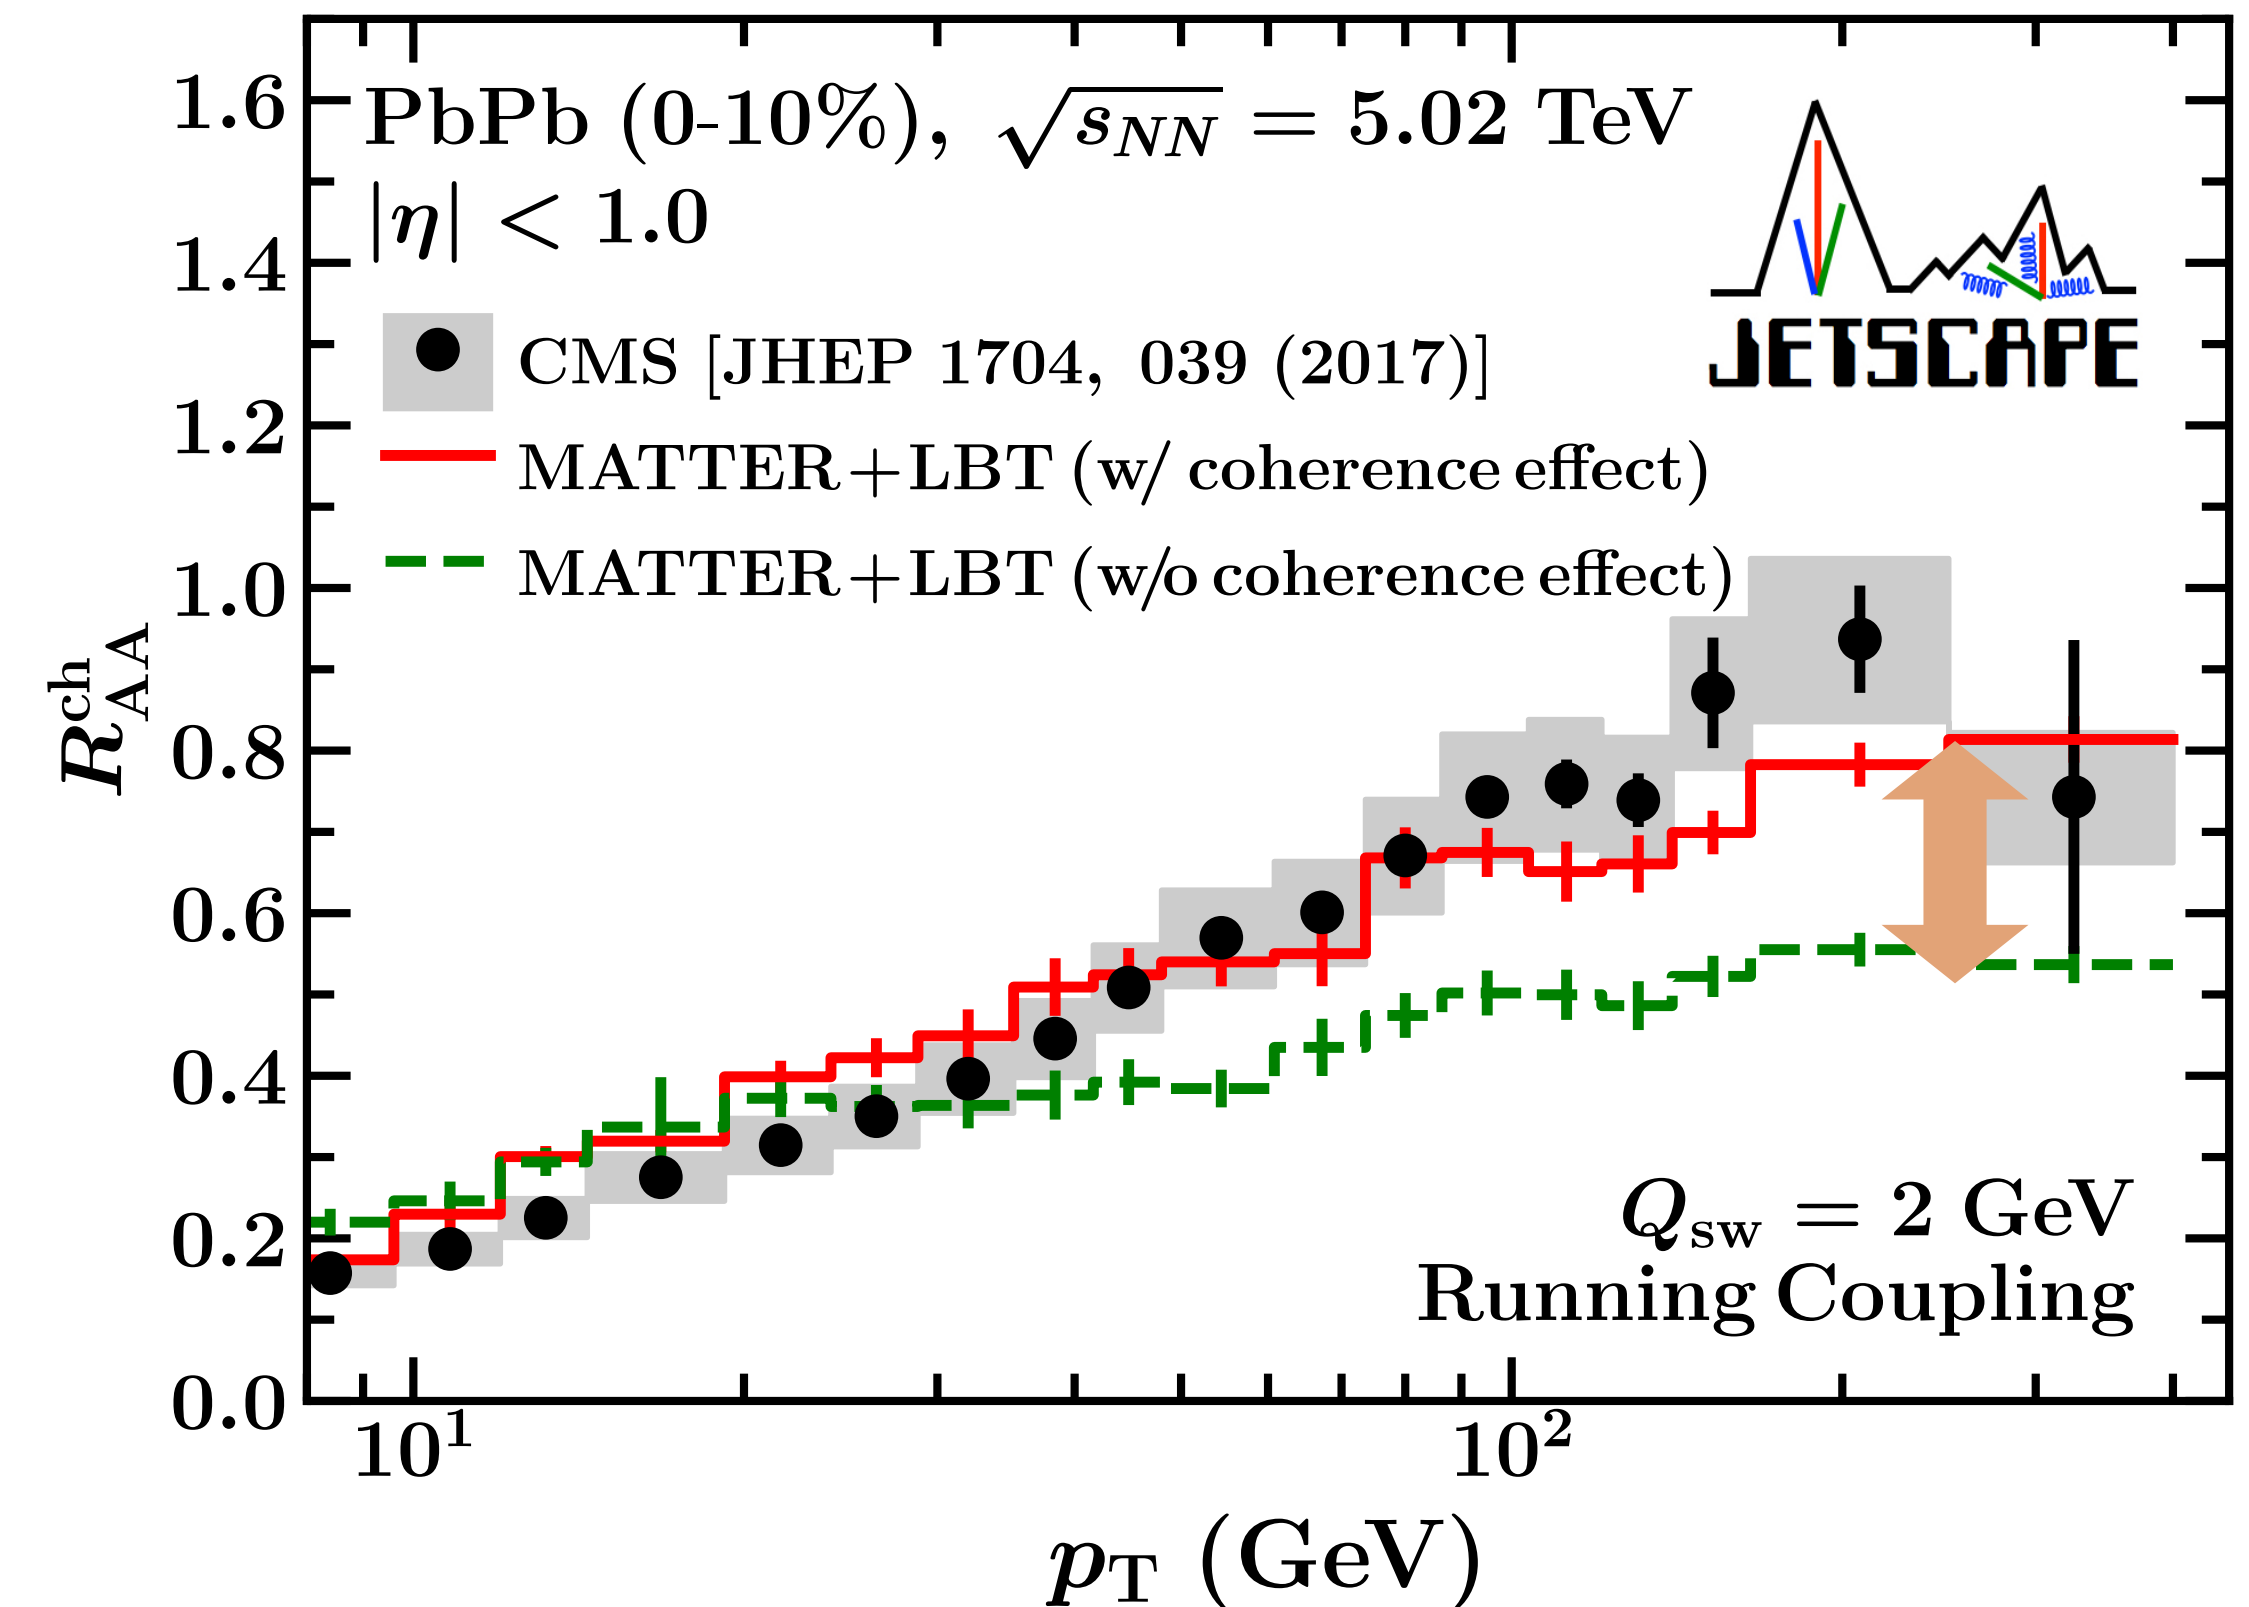 PbPb (0-10%), √sNN = 5.02 TeV
|η| < 1.0
CMS [JHEP 1704, 039 (2017)]
MATTER+LBT (w/ coherence effect)
MATTER+LBT (w/o coherence effect)
JETSCAPE
1.6
1.4
1.2
1.0
0.8
0.6
0.4
0.2
0.0
R^ch_AA
Q_sw = 2 GeV
Running Coupling
10^1
10^2
p_T (GeV)